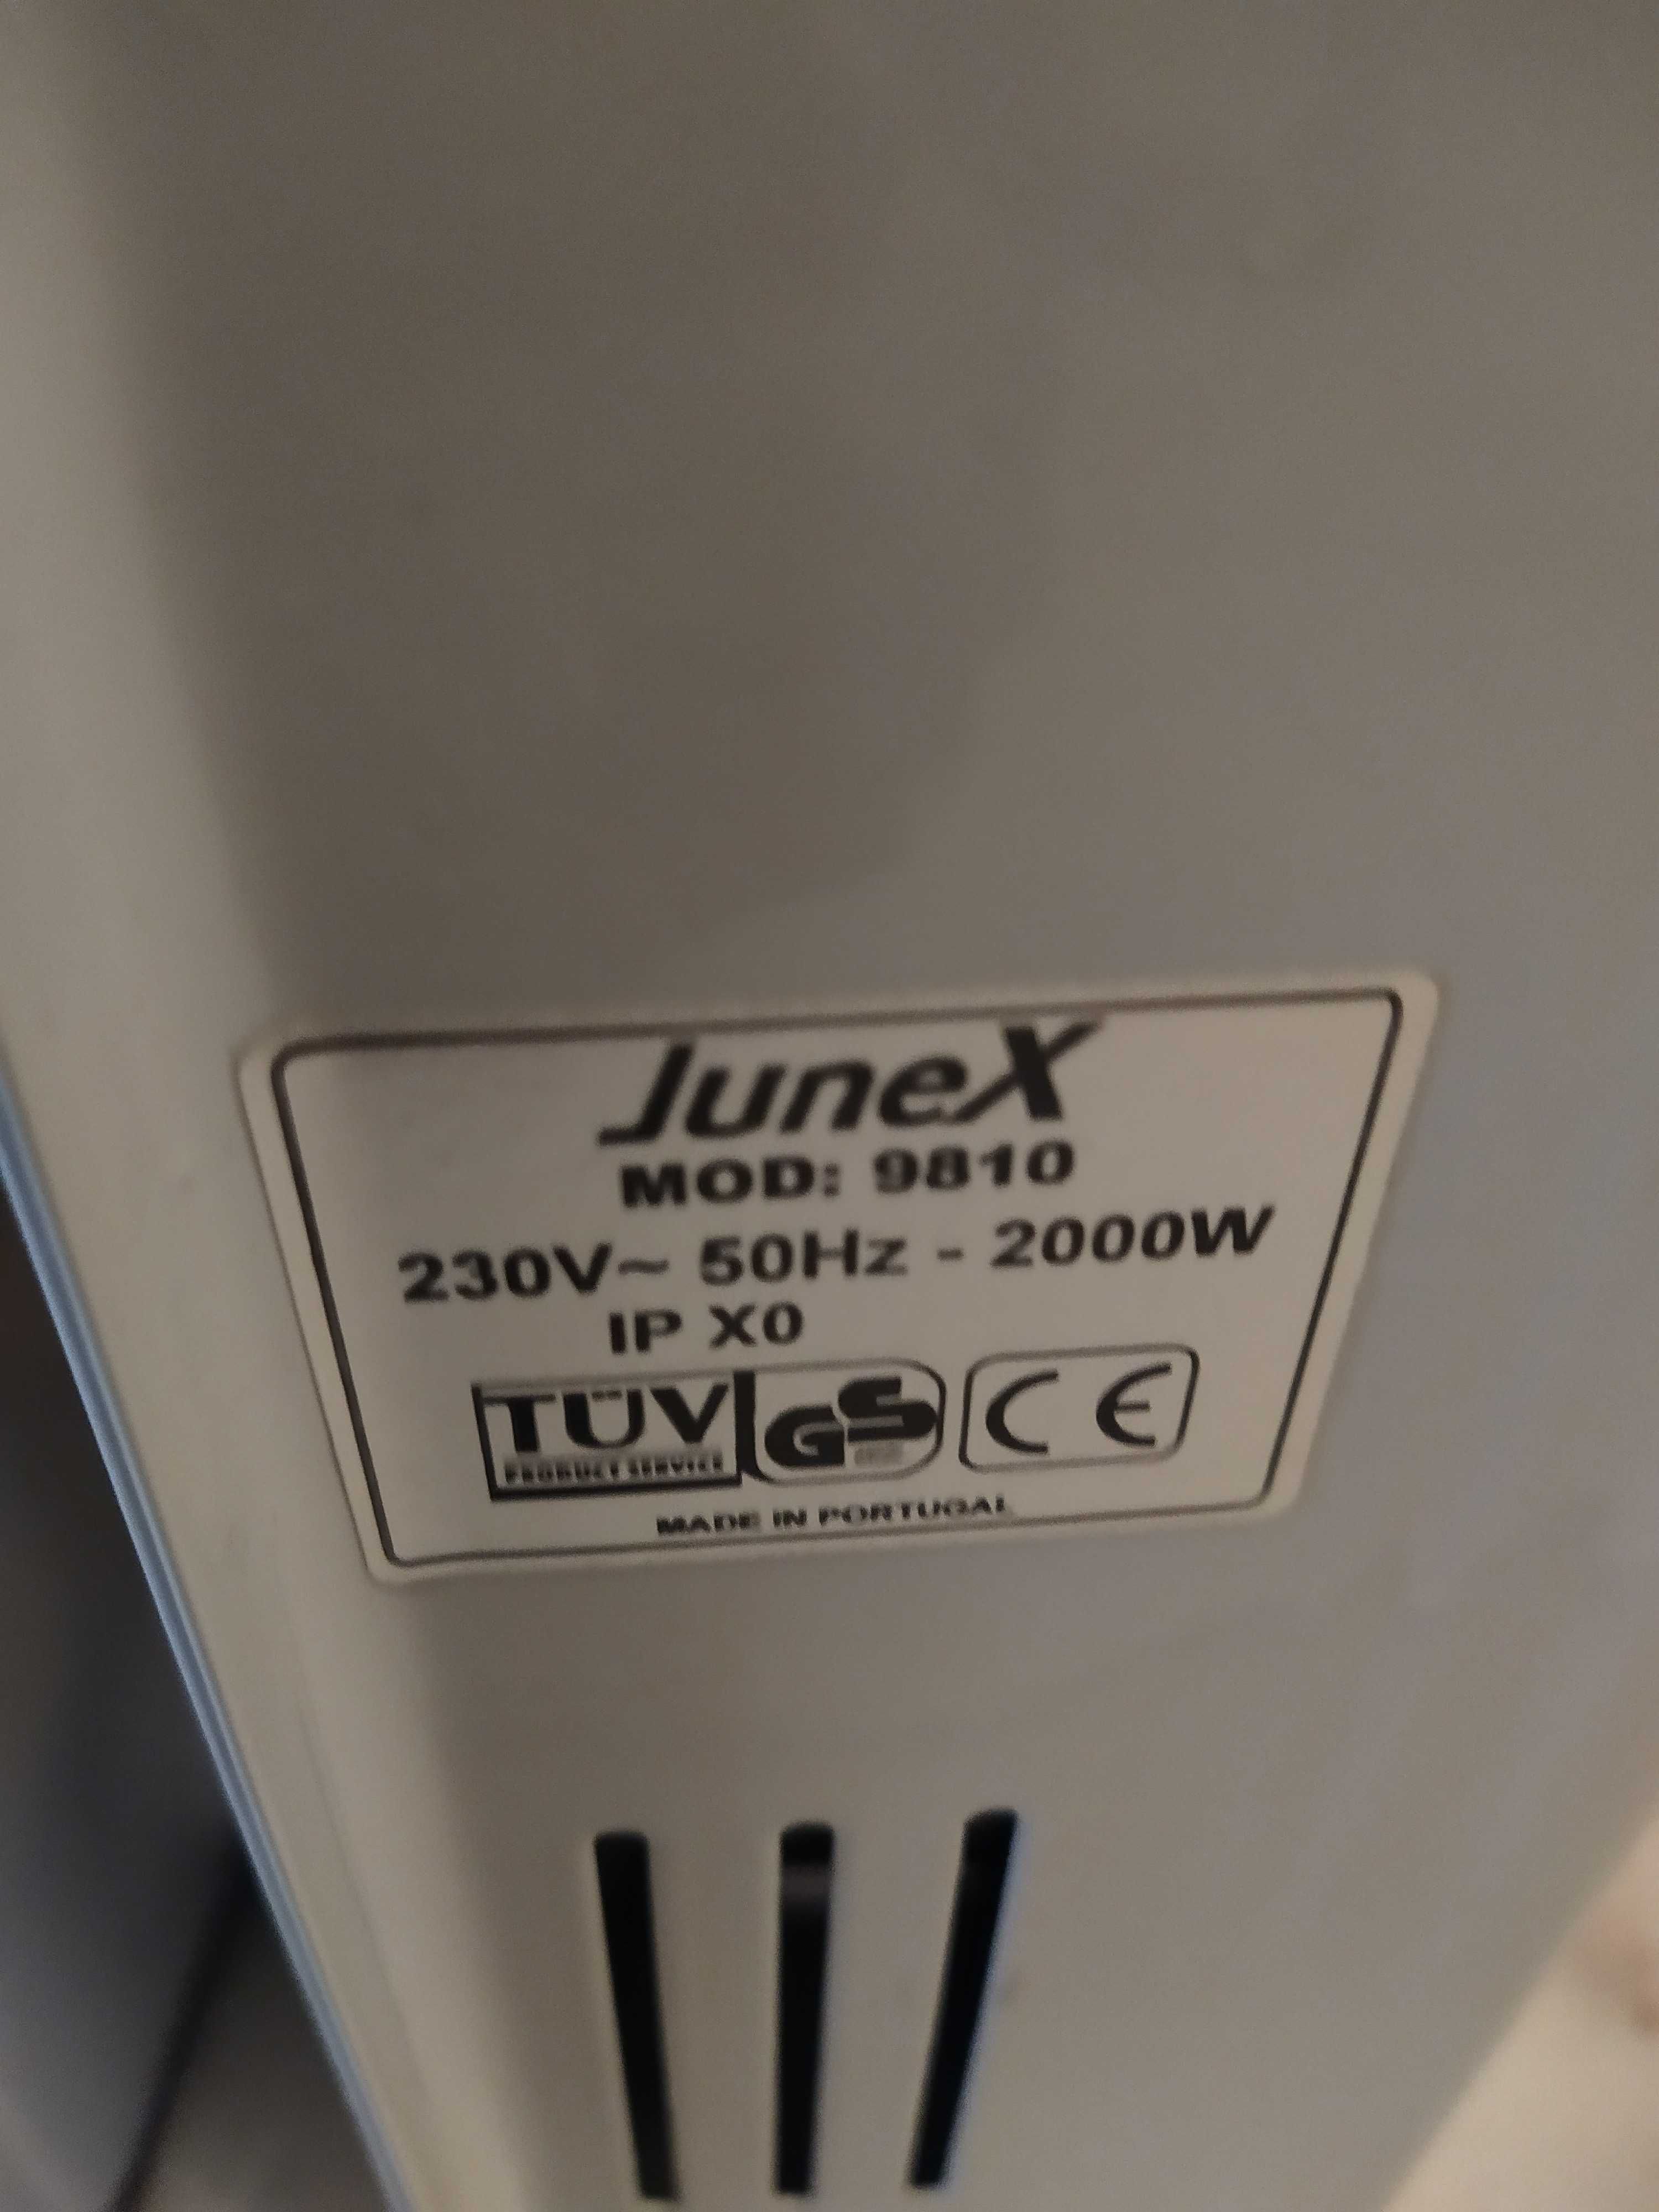 JuneX
MOD: 9810
230V~ 50Hz - 2000W
IP X0
TÜV GS CE
PRODUCT SERVICE
MADE IN PORTUGAL